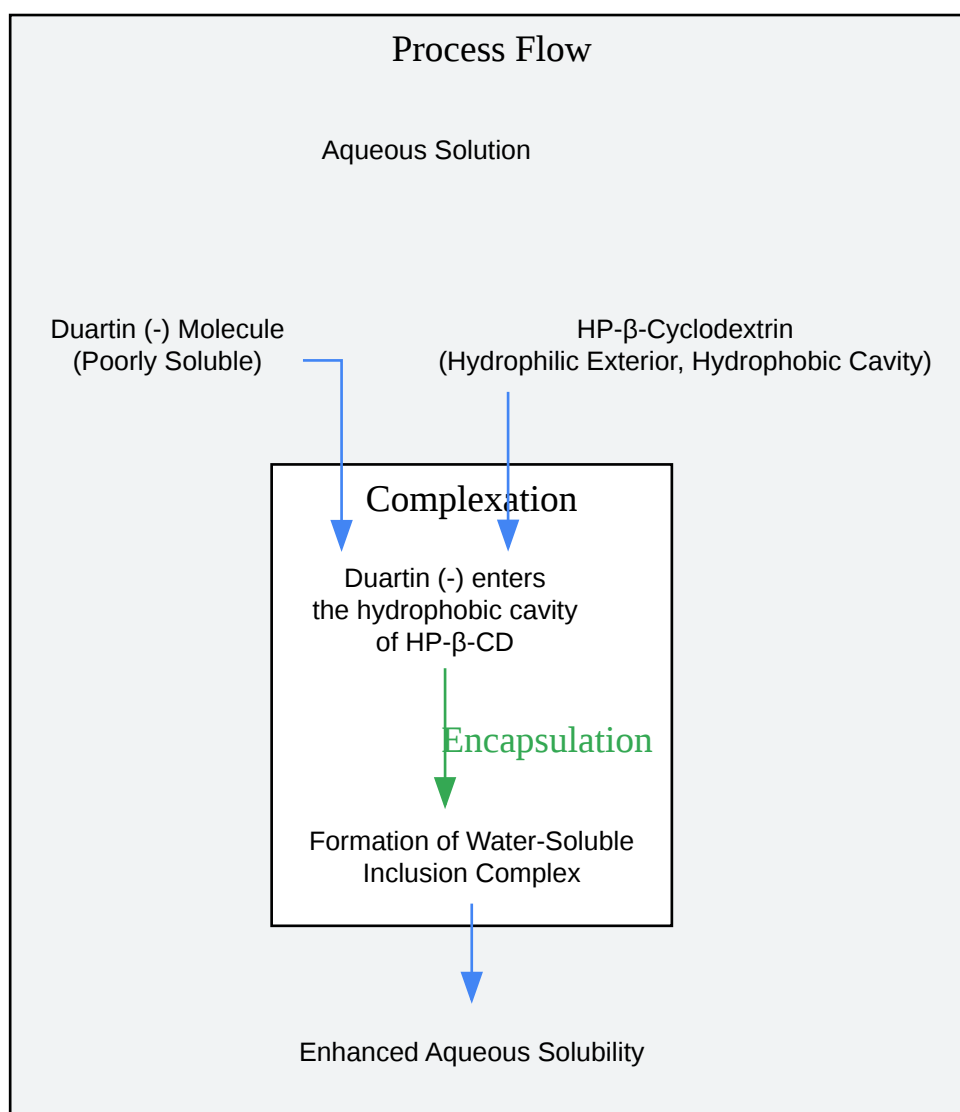 Process Flow
Aqueous Solution
Duartin (-) Molecule
(Poorly Soluble)
HP-β-Cyclodextrin
(Hydrophilic Exterior, Hydrophobic Cavity)
Complexation
Duartin (-) enters
the hydrophobic cavity
of HP-β-CD
Encapsulation
Formation of Water-Soluble
Inclusion Complex
Enhanced Aqueous Solubility